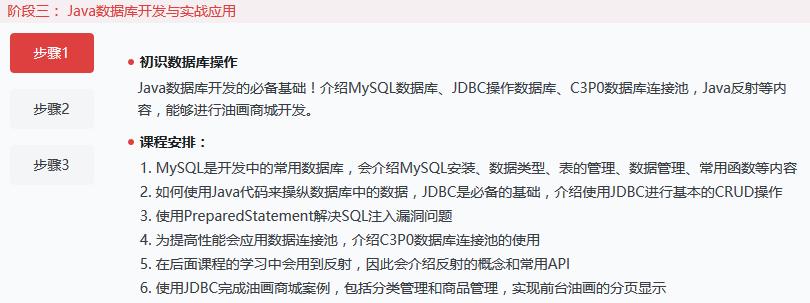 阶段三： Java数据库开发与实战应用
步骤1
步骤2
步骤3
初识数据库操作
Java数据库开发的必备基础！介绍MySQL数据库、JDBC操作数据库、C3P0数据库连接池，Java反射等内
容，能够进行油画商城开发。
课程安排：
1. MySQL是开发中的常用数据库，会介绍MySQL安装、数据类型、表的管理、数据管理、常用函数等内容
2. 如何使用Java代码来操纵数据库中的数据，JDBC是必备的基础，介绍使用JDBC进行基本的CRUD操作
3. 使用PreparedStatement解决SQL注入漏洞问题
4. 为提高性能会应用数据连接池，介绍C3P0数据库连接池的使用
5. 在后面课程的学习中会用到反射，因此会介绍反射的概念和常用API
6. 使用JDBC完成油画商城案例，包括分类管理和商品管理，实现前台油画的分页显示